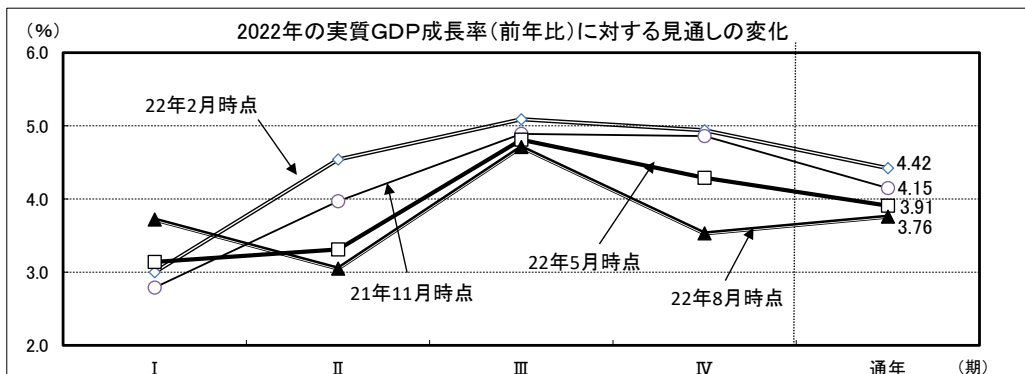 2022年の実質GDP成長率(前年比)に対する見通しの変化
(%)
6.0
5.0
4.0
3.0
2.0
22年2月時点
21年11月時点
22年5月時点
22年8月時点
4.42
4.15
3.91
3.76
Ⅰ Ⅱ Ⅲ Ⅳ 通年 (期)